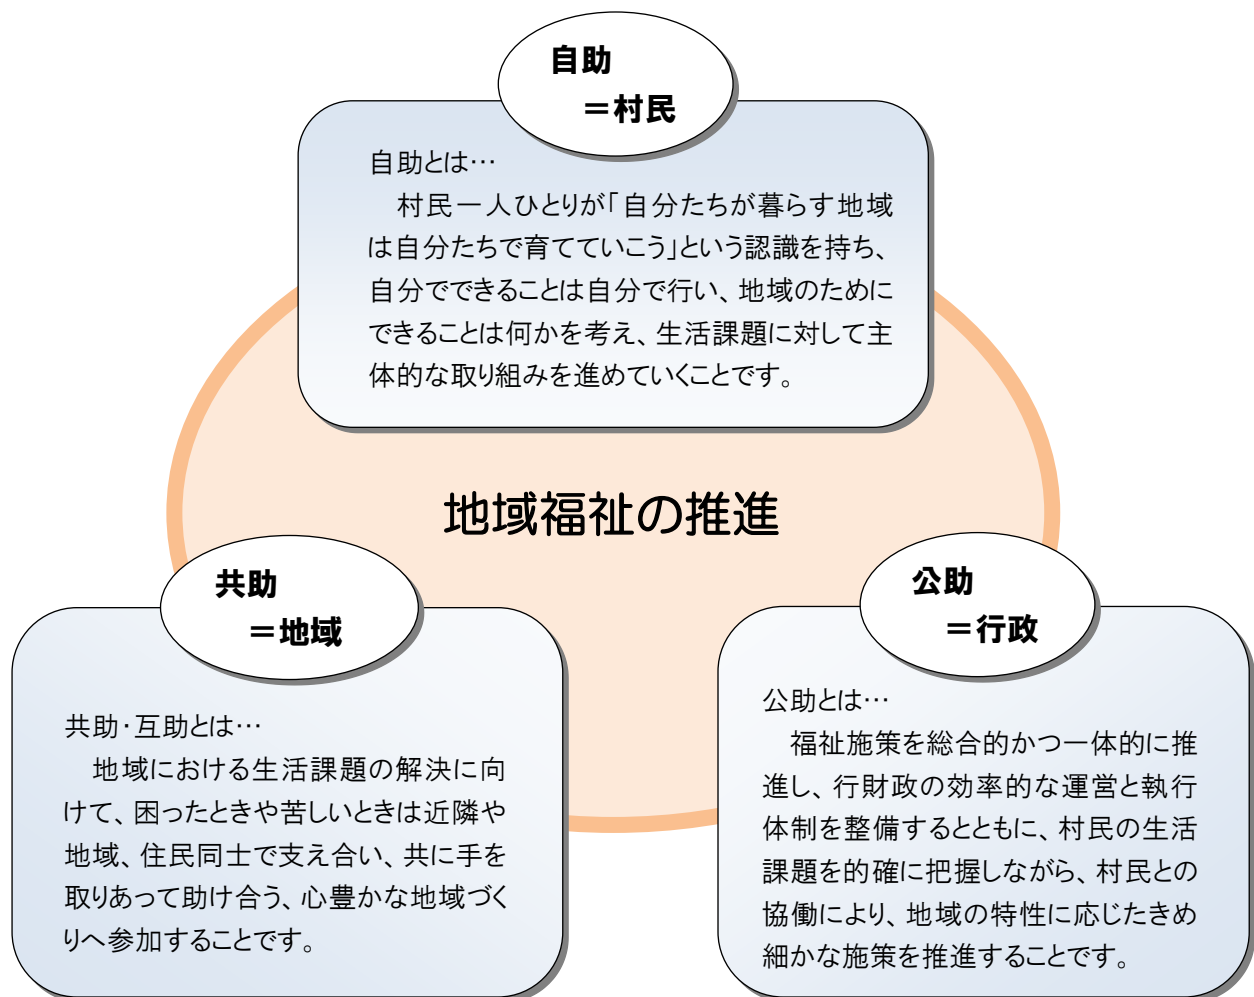 自助
＝村民
自助とは…
村民一人ひとりが「自分たちが暮らす地域
は自分たちで育てていこう」という認識を持ち、
自分でできることは自分で行い、地域のために
できることは何かを考え、生活課題に対して主
体的な取り組みを進めていくことです。
地域福祉の推進
共助
＝地域
共助・互助とは…
地域における生活課題の解決に向
けて、困ったときや苦しいときは近隣や
地域、住民同士で支え合い、共に手を
取りあって助け合う、心豊かな地域づく
りへ参加することです。
公助
＝行政
公助とは…
福祉施策を総合的かつ一体的に推
進し、行財政の効率的な運営と執行
体制を整備するとともに、村民の生活
課題を的確に把握しながら、村民との
協働により、地域の特性に応じたきめ
細かな施策を推進することです。